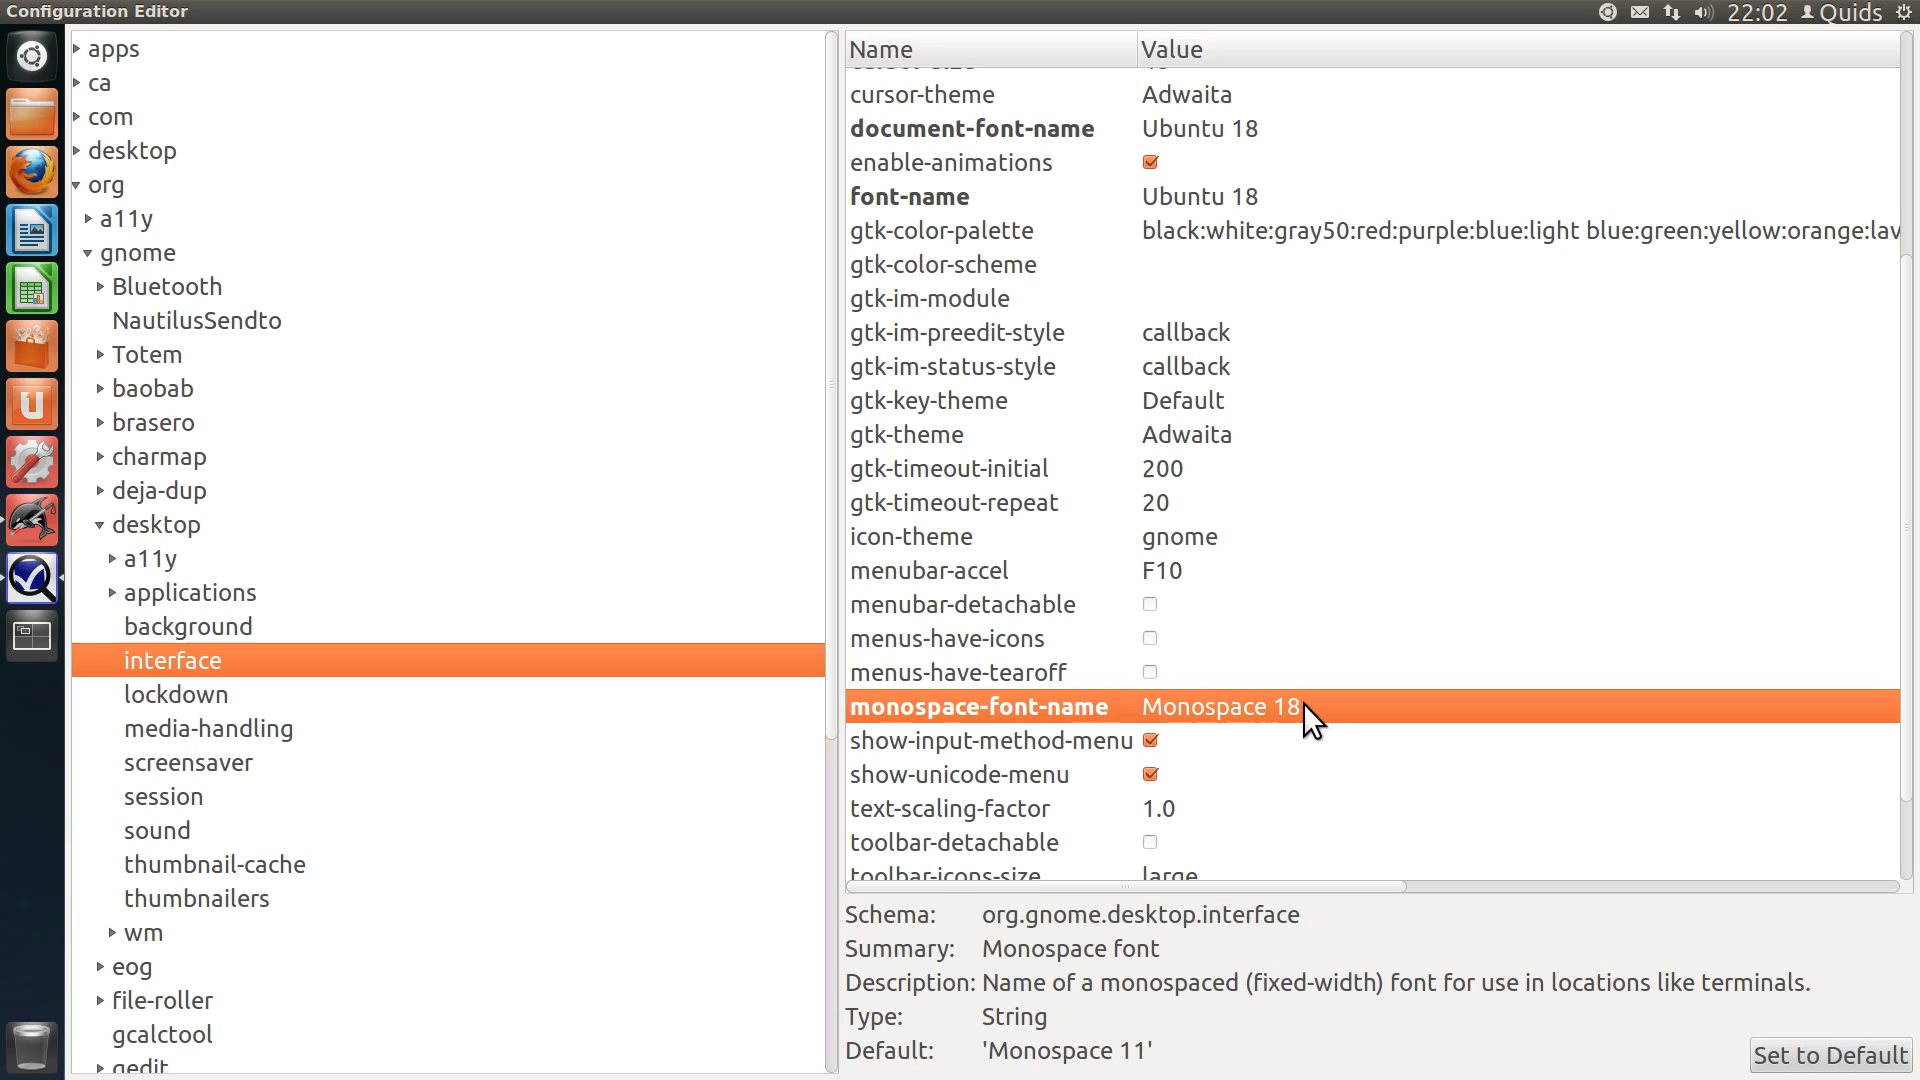 Configuration Editor
22:02 Quids
apps
ca
com
desktop
org
a11y
gnome
Bluetooth
NautilusSendto
Totem
baobab
brasero
charmap
deja-dup
desktop
a11y
applications
background
interface
lockdown
media-handling
screensaver
session
sound
thumbnail-cache
thumbnailers
wm
eog
file-roller
gcalctool
gedit
Name Value
cursor-theme Adwaita
document-font-name Ubuntu 18
enable-animations
font-name Ubuntu 18
gtk-color-palette black:white:gray50:red:purple:blue:light blue:green:yellow:orange:lav
gtk-color-scheme
gtk-im-module
gtk-im-preedit-style callback
gtk-im-status-style callback
gtk-key-theme Default
gtk-theme Adwaita
gtk-timeout-initial 200
gtk-timeout-repeat 20
icon-theme gnome
menubar-accel F10
menubar-detachable
menus-have-icons
menus-have-tearoff
monospace-font-name Monospace 18
show-input-method-menu
show-unicode-menu
text-scaling-factor 1.0
toolbar-detachable
toolbar-icons-size large
Schema: org.gnome.desktop.interface
Summary: Monospace font
Description: Name of a monospaced (fixed-width) font for use in locations like terminals.
Type: String
Default: 'Monospace 11'
Set to Default